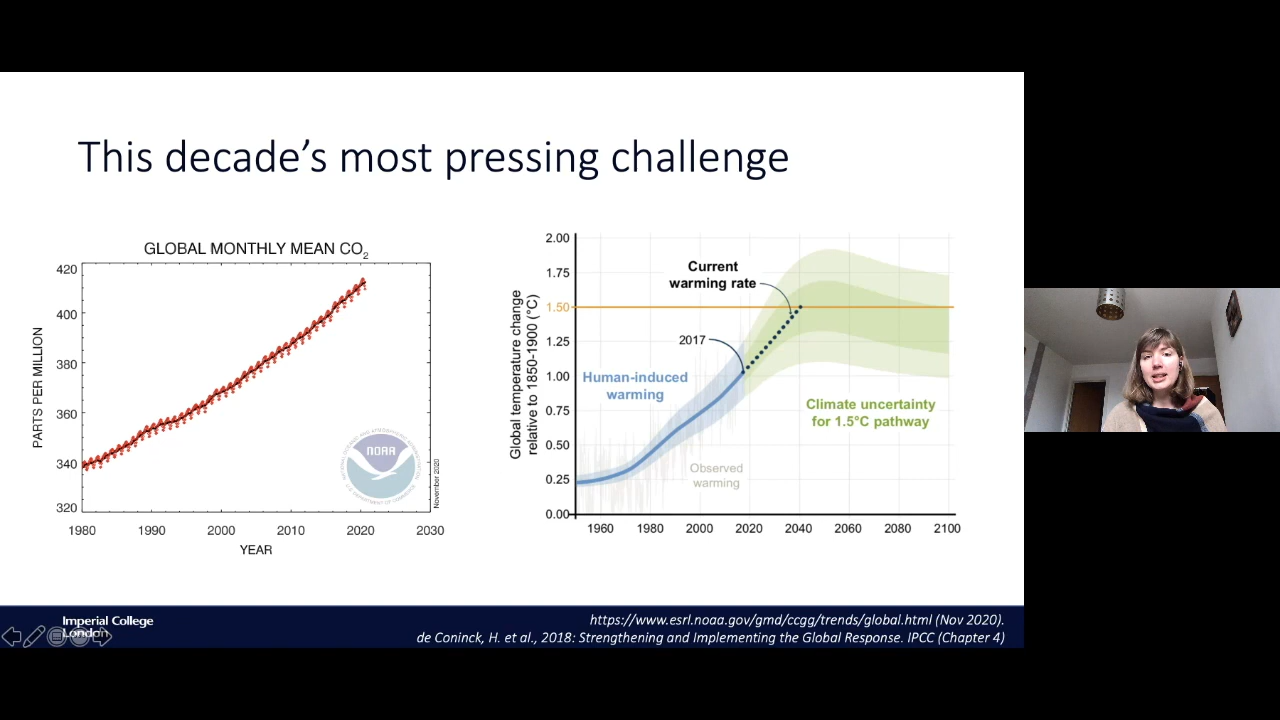 This decade's most pressing challenge
GLOBAL MONTHLY MEAN CO2
PARTS PER MILLION
420
400
380
360
340
320
1980
1990
2000
2010
2020
2030
YEAR
NOAA
November 2020
Global temperature change
relative to 1850-1900 (°C)
2.00
1.75
1.50
1.25
1.00
0.75
0.50
0.25
0.00
Current
warming rate
2017
Human-induced
warming
Climate uncertainty
for 1.5°C pathway
Observed
warming
1960
1980
2000
2020
2040
2060
2080
2100
Imperial College
London
https://www.esrl.noaa.gov/gmd/ccgg/trends/global.html (Nov 2020).
de Coninck, H. et al., 2018: Strengthening and Implementing the Global Response. IPCC (Chapter 4)